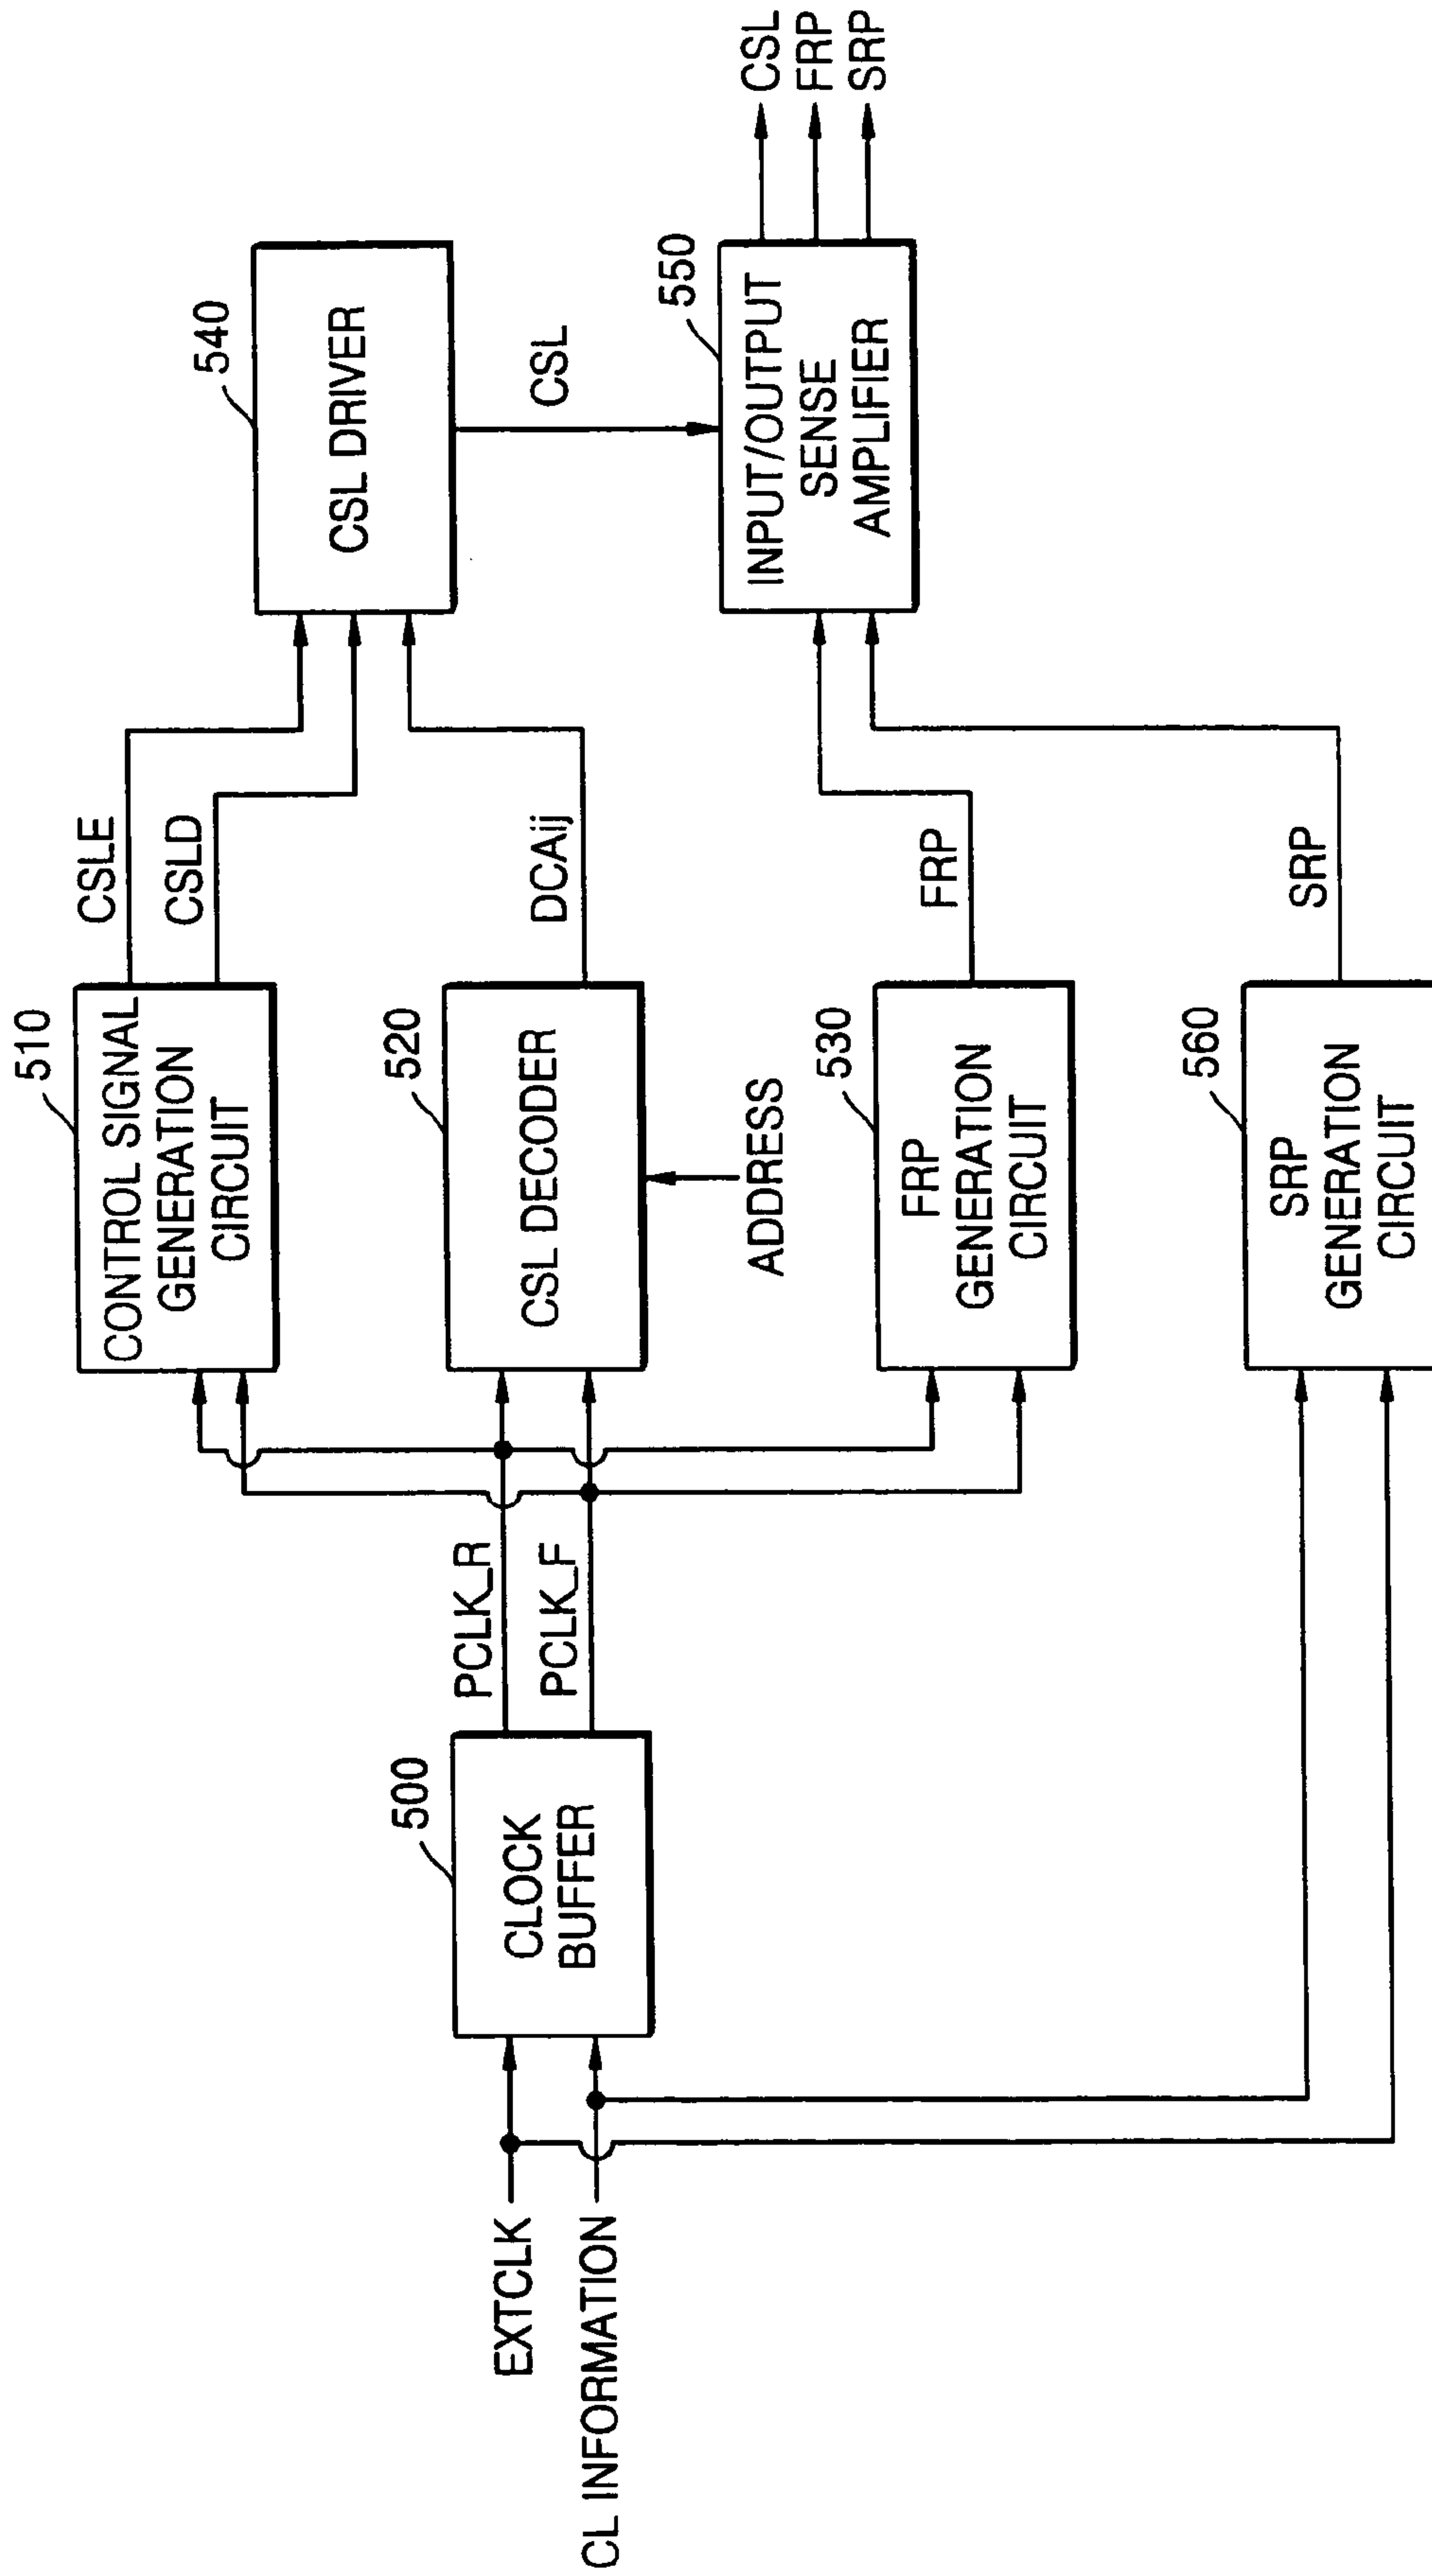 EXTCLK
CL INFORMATION
500
CLOCK
BUFFER
PCLK_R
PCLK_F
510
CONTROL SIGNAL
GENERATION
CIRCUIT
520
CSL DECODER
ADDRESS
530
FRP
GENERATION
CIRCUIT
560
SRP
GENERATION
CIRCUIT
CSLE
CSLD
DCAij
FRP
SRP
540
CSL DRIVER
CSL
550
INPUT/OUTPUT
SENSE
AMPLIFIER
CSL
FRP
SRP